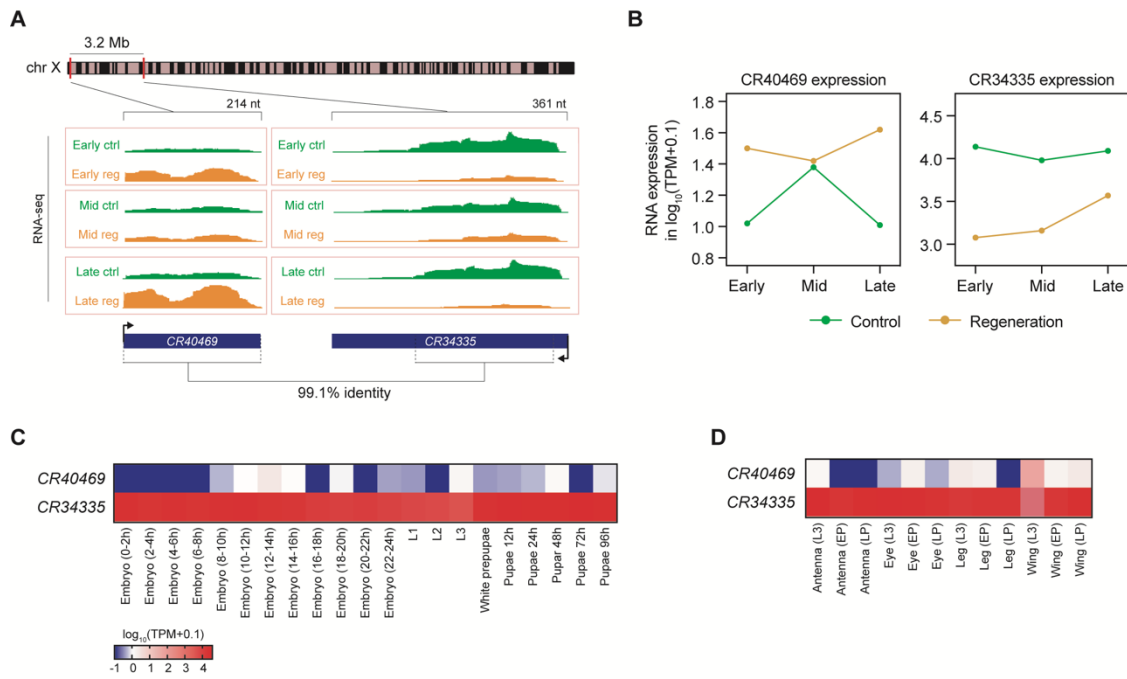 A
3.2 Mb
chr X
214 nt
361 nt
RNA-seq
Early ctrl
Early reg
Mid ctrl
Mid reg
Late ctrl
Late reg
Early ctrl
Early reg
Mid ctrl
Mid reg
Late ctrl
Late reg
CR40469
CR34335
99.1% identity
B
CR40469 expression
CR34335 expression
RNA expression
in log10(TPM+0.1)
1.8
1.6
1.4
1.2
1.0
0.8
Early Mid Late
4.5
4.0
3.5
3.0
Early Mid Late
Control Regeneration
C
CR40469
CR34335
Embryo (0-2h)
Embryo (2-4h)
Embryo (4-6h)
Embryo (6-8h)
Embryo (8-10h)
Embryo (10-12h)
Embryo (12-14h)
Embryo (14-16h)
Embryo (16-18h)
Embryo (18-20h)
Embryo (20-22h)
Embryo (22-24h)
L1
L2
L3
White prepupae
Pupae 12h
Pupae 24h
Pupar 48h
Pupae 72h
Pupae 96h
log10(TPM+0.1)
-1 0 1 2 3 4
D
CR40469
CR34335
Antenna (L3)
Antenna (EP)
Antenna (LP)
Eye (L3)
Eye (EP)
Eye (LP)
Leg (L3)
Leg (EP)
Leg (LP)
Wing (L3)
Wing (EP)
Wing (LP)